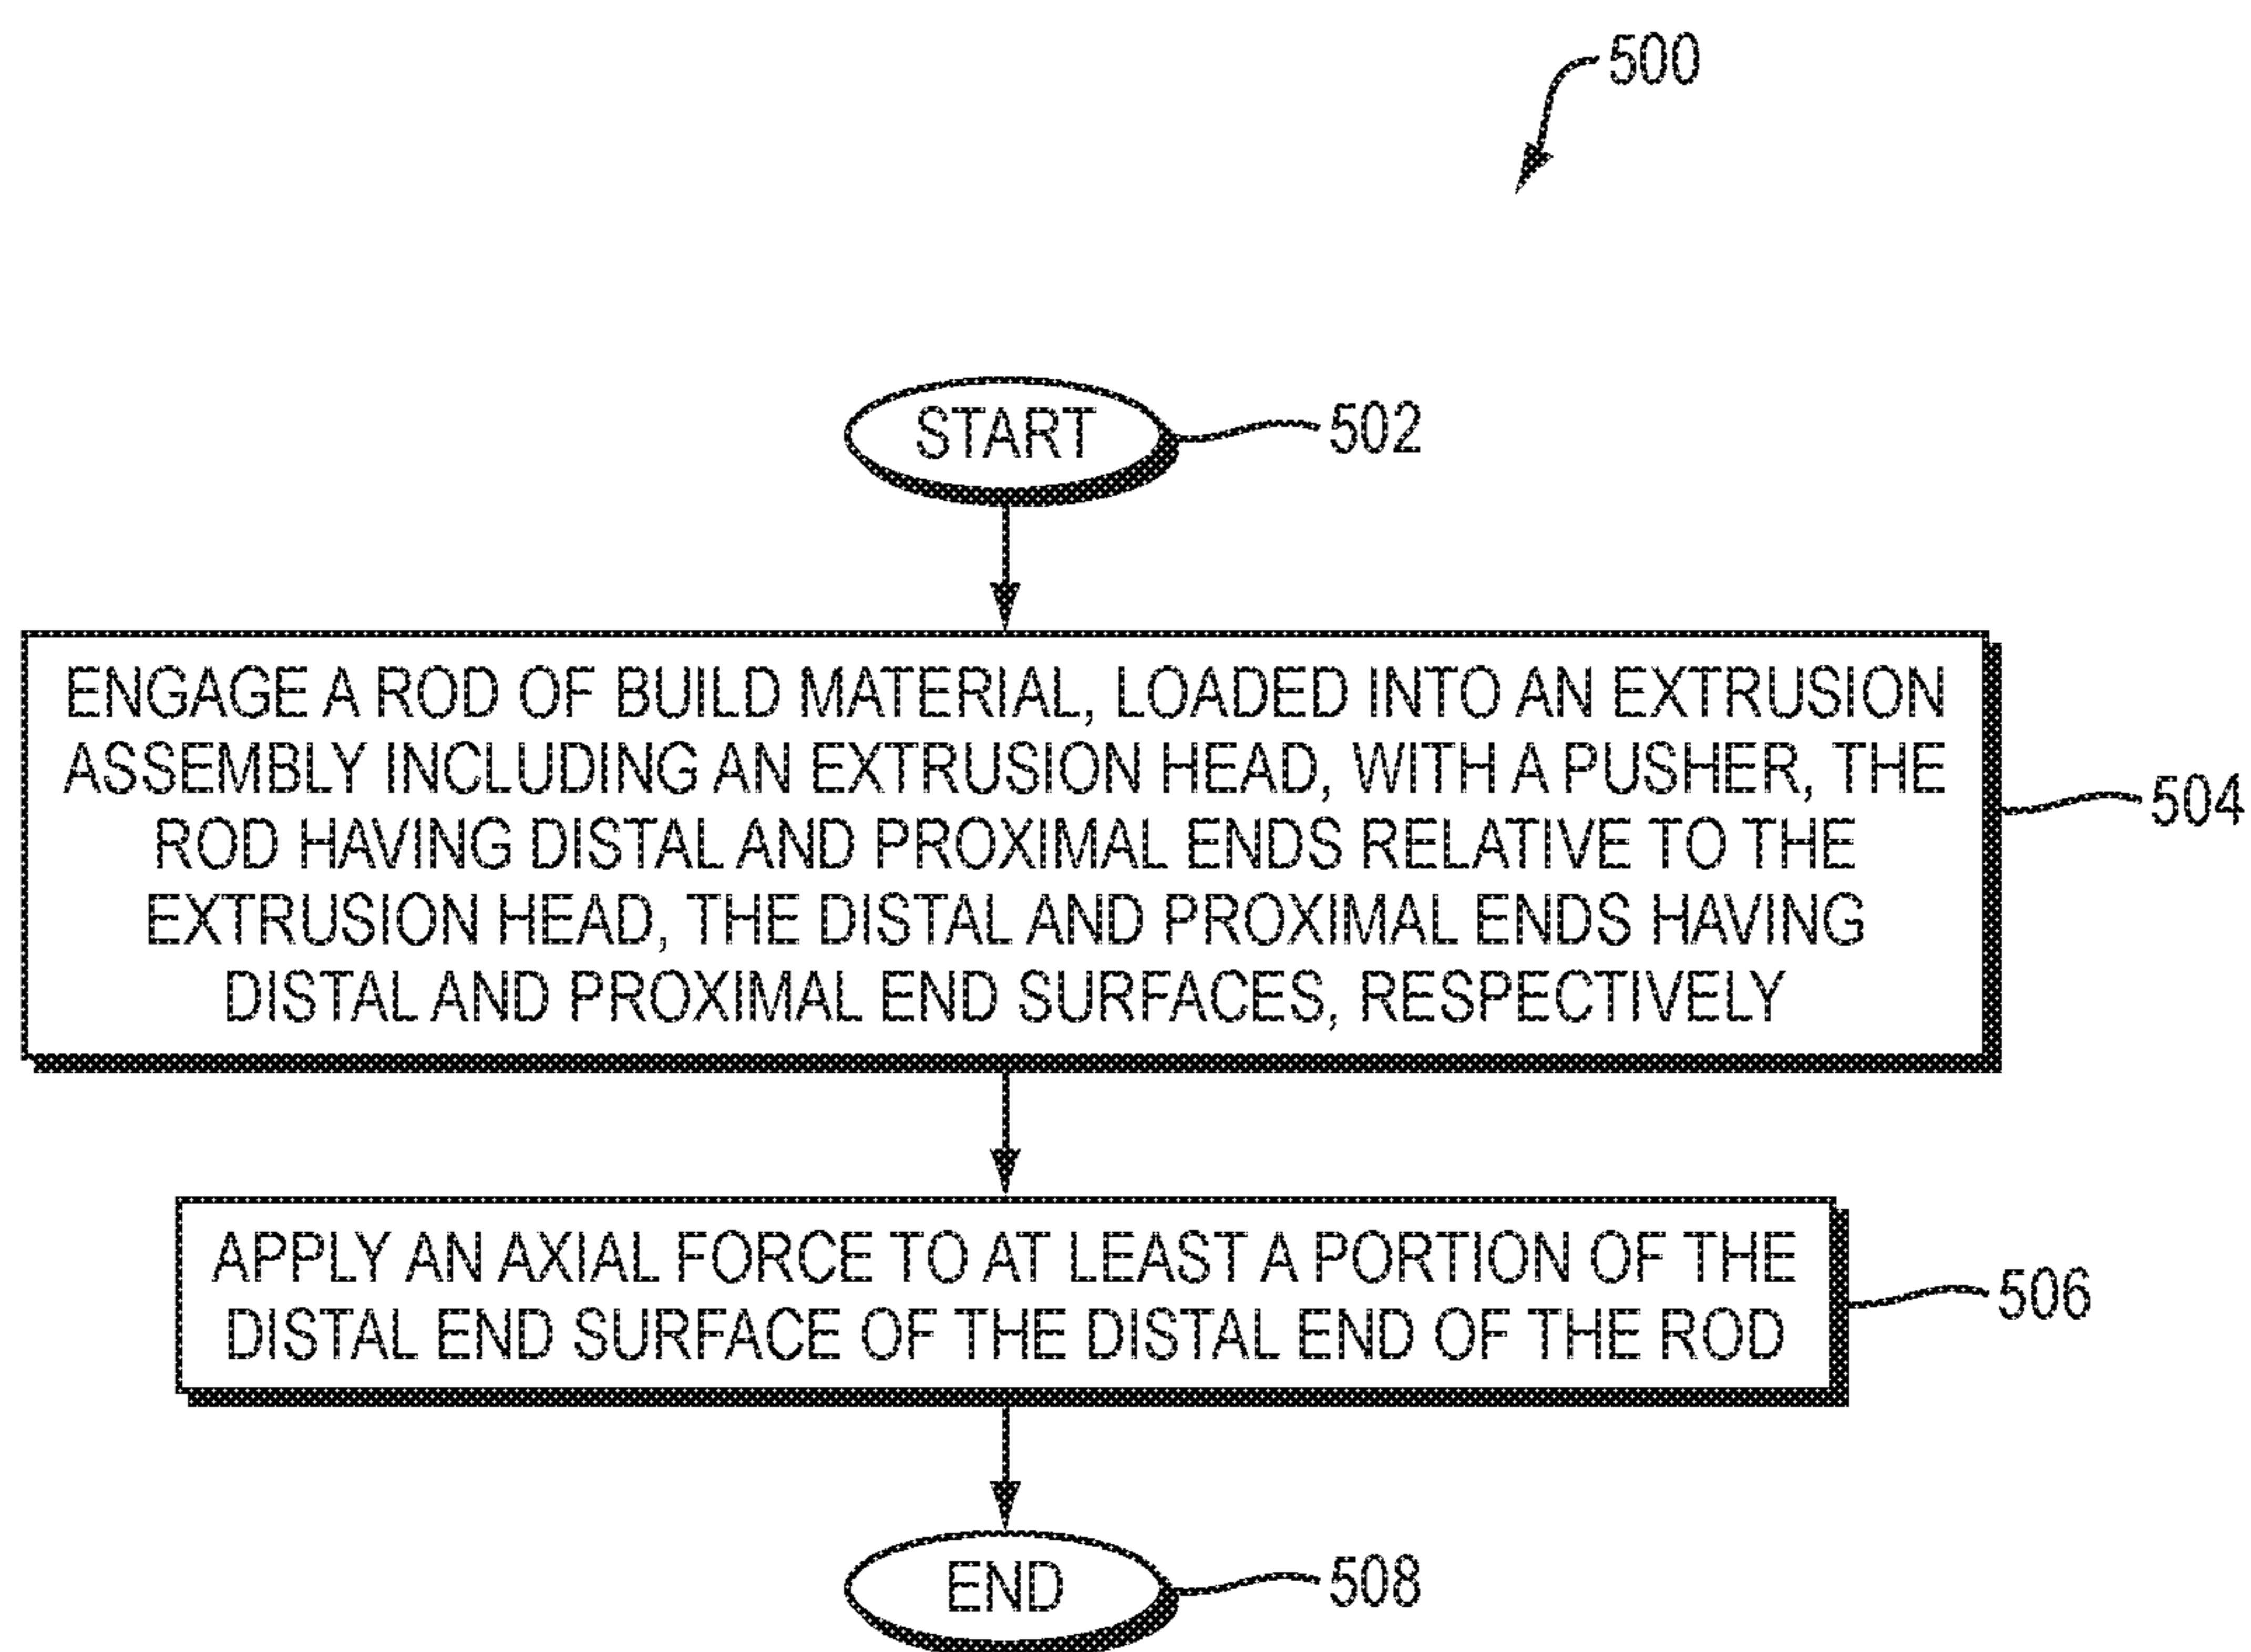 500
START
502
ENGAGE A ROD OF BUILD MATERIAL, LOADED INTO AN EXTRUSION
ASSEMBLY INCLUDING AN EXTRUSION HEAD, WITH A PUSHER, THE
ROD HAVING DISTAL AND PROXIMAL ENDS RELATIVE TO THE
EXTRUSION HEAD, THE DISTAL AND PROXIMAL ENDS HAVING
DISTAL AND PROXIMAL END SURFACES, RESPECTIVELY
504
APPLY AN AXIAL FORCE TO AT LEAST A PORTION OF THE
DISTAL END SURFACE OF THE DISTAL END OF THE ROD
506
END
508